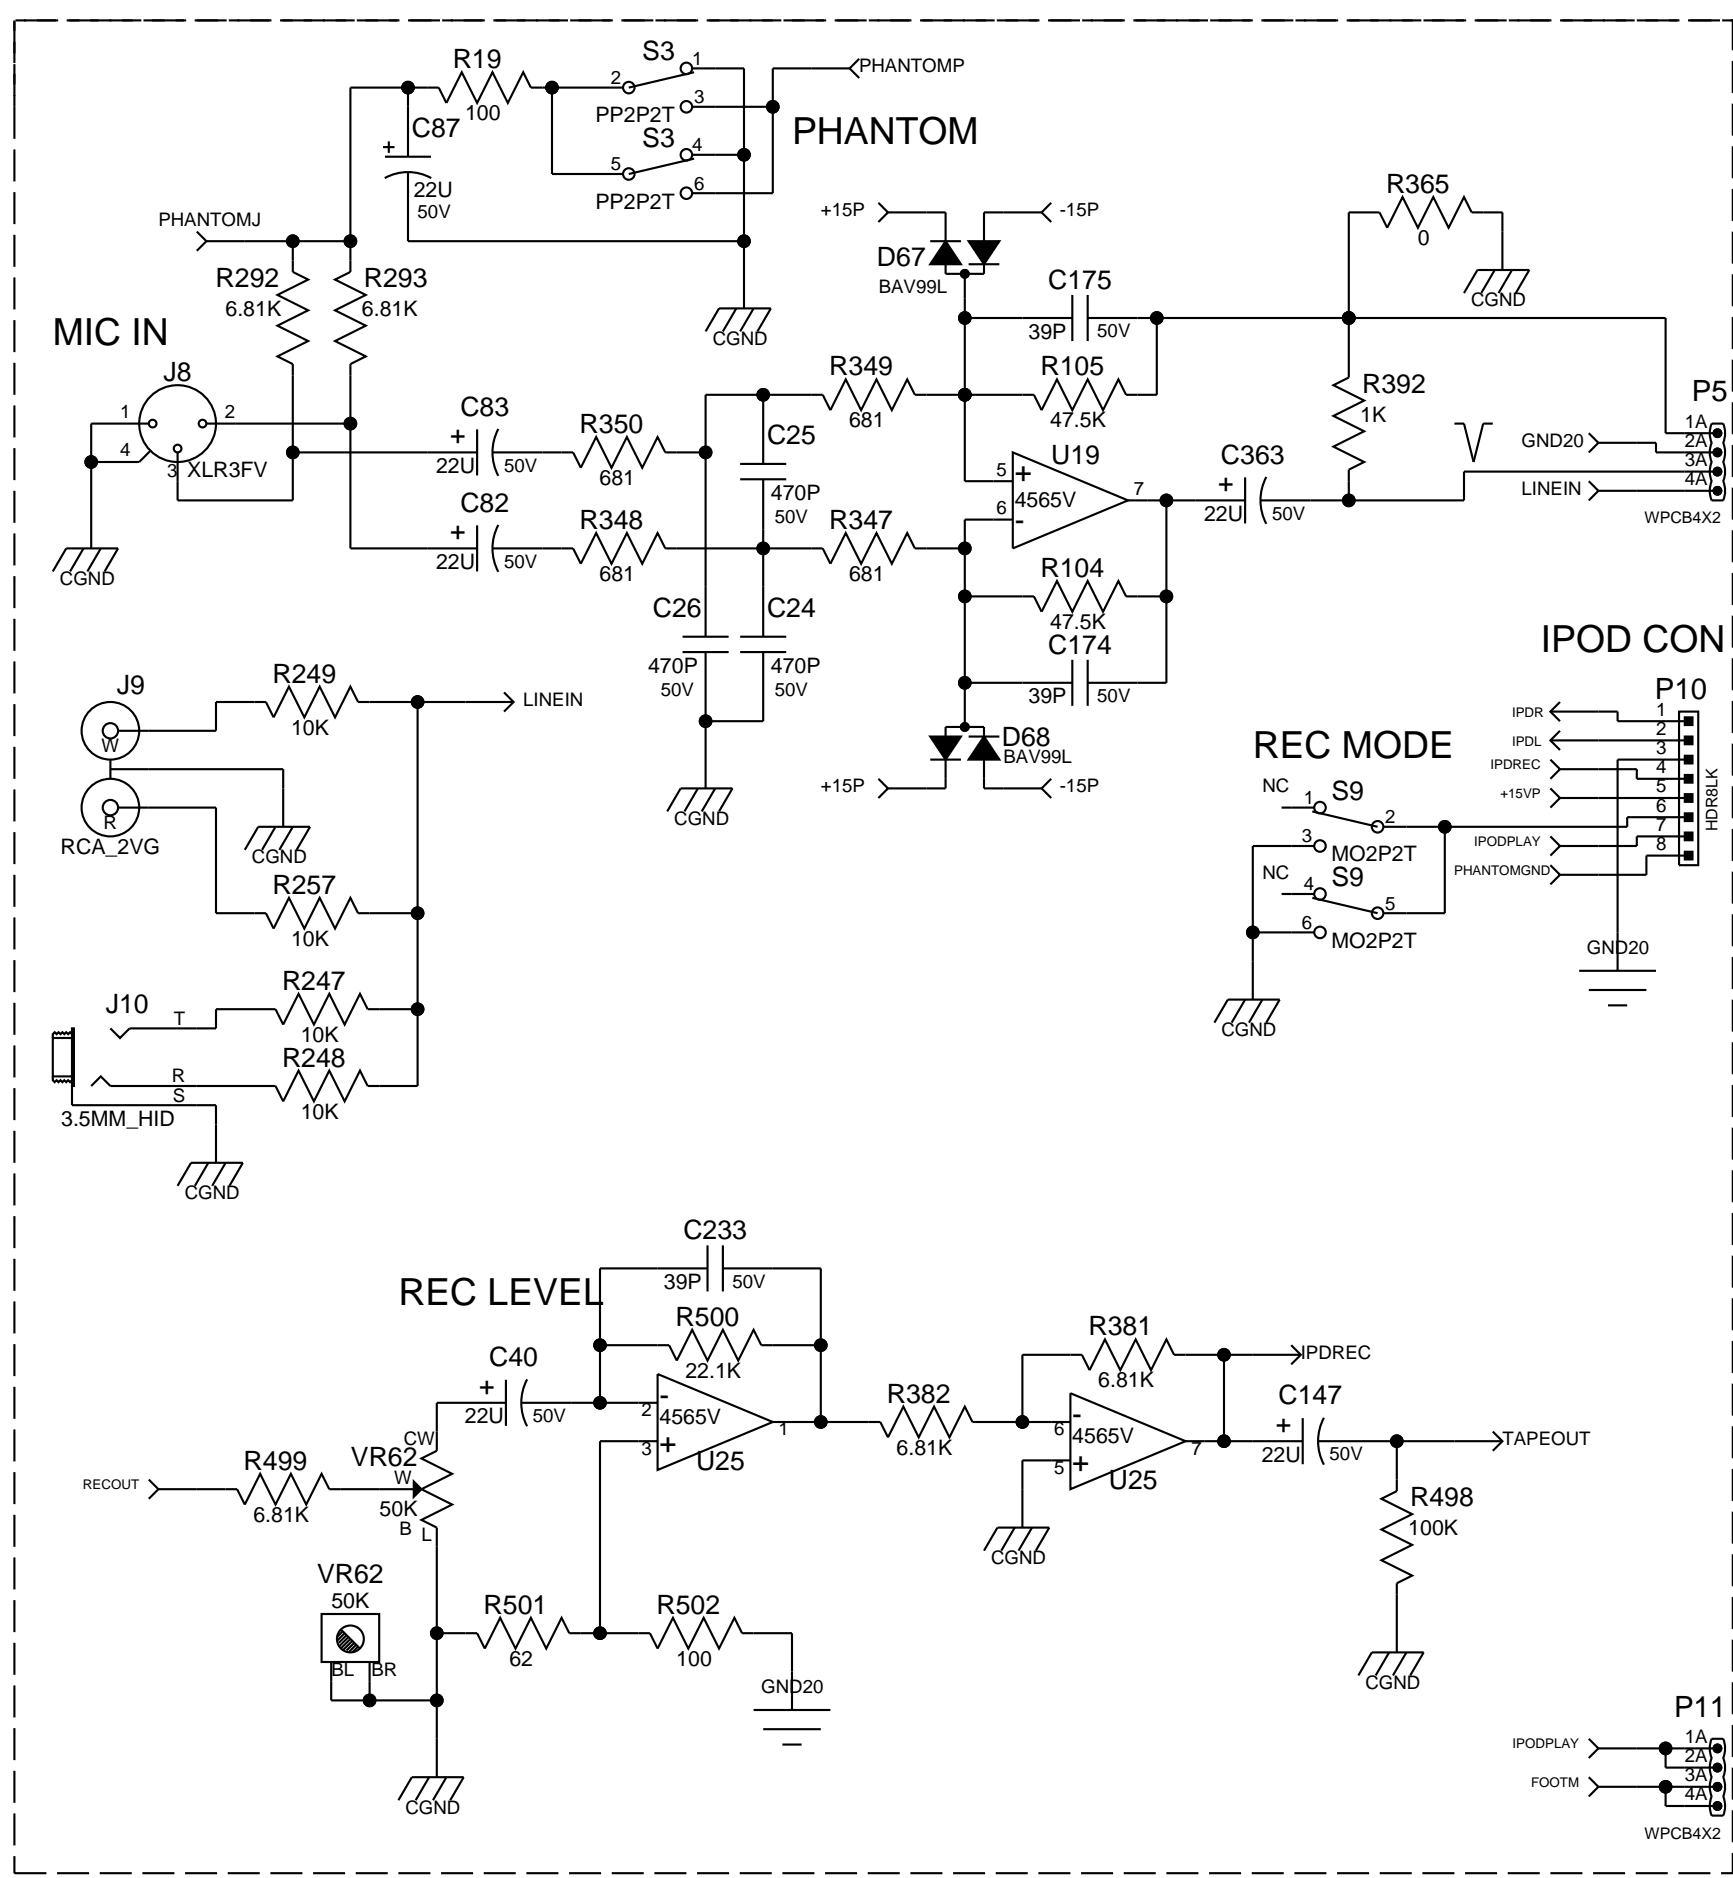 R19
100
C87
+
22U
50V
S3
1
2
3
PP2P2T
S3
4
5
6
PP2P2T
PHANTOMP
PHANTOM
PHANTOMJ
R292
6.81K
R293
6.81K
CGND
MIC IN
J8
1
2
4
3
XLR3FV
CGND
C83
+
22U
50V
R350
681
C82
+
22U
50V
R348
681
C25
470P
50V
C26
470P
50V
C24
470P
50V
CGND
R349
681
R347
681
+15P
-15P
D67
BAV99L
C175
39P
50V
R105
47.5K
U19
5
+
4565V
6
-
7
R104
47.5K
C174
39P
50V
D68
BAV99L
+15P
-15P
C363
+
22U
50V
R365
0
CGND
R392
1K
P5
1A
2A
3A
4A
GND20
LINEIN
WPCB4X2
J9
W
R
RCA_2VG
R249
10K
LINEIN
CGND
R257
10K
J10
T
R247
10K
R
S
R248
10K
3.5MM_HID
CGND
IPOD CON
P10
IPDR
1
IPDL
2
3
IPDREC
4
+15VP
5
6
IPODPLAY
7
PHANTOMGND
8
HDR8LK
GND20
REC MODE
NC
1
S9
2
3
MO2P2T
NC
4
S9
5
6
MO2P2T
CGND
REC LEVEL
C233
39P
50V
R500
22.1K
C40
+
22U
50V
2
-
4565V
3
+
1
U25
RECOUT
R499
6.81K
CW
VR62
W
50K
B
L
VR62
50K
BL
BR
R501
62
R502
100
GND20
CGND
R382
6.81K
R381
6.81K
IPDREC
6
-
4565V
5
+
7
U25
CGND
C147
+
22U
50V
TAPEOUT
R498
100K
CGND
P11
IPODPLAY
1A
2A
FOOTM
3A
4A
WPCB4X2